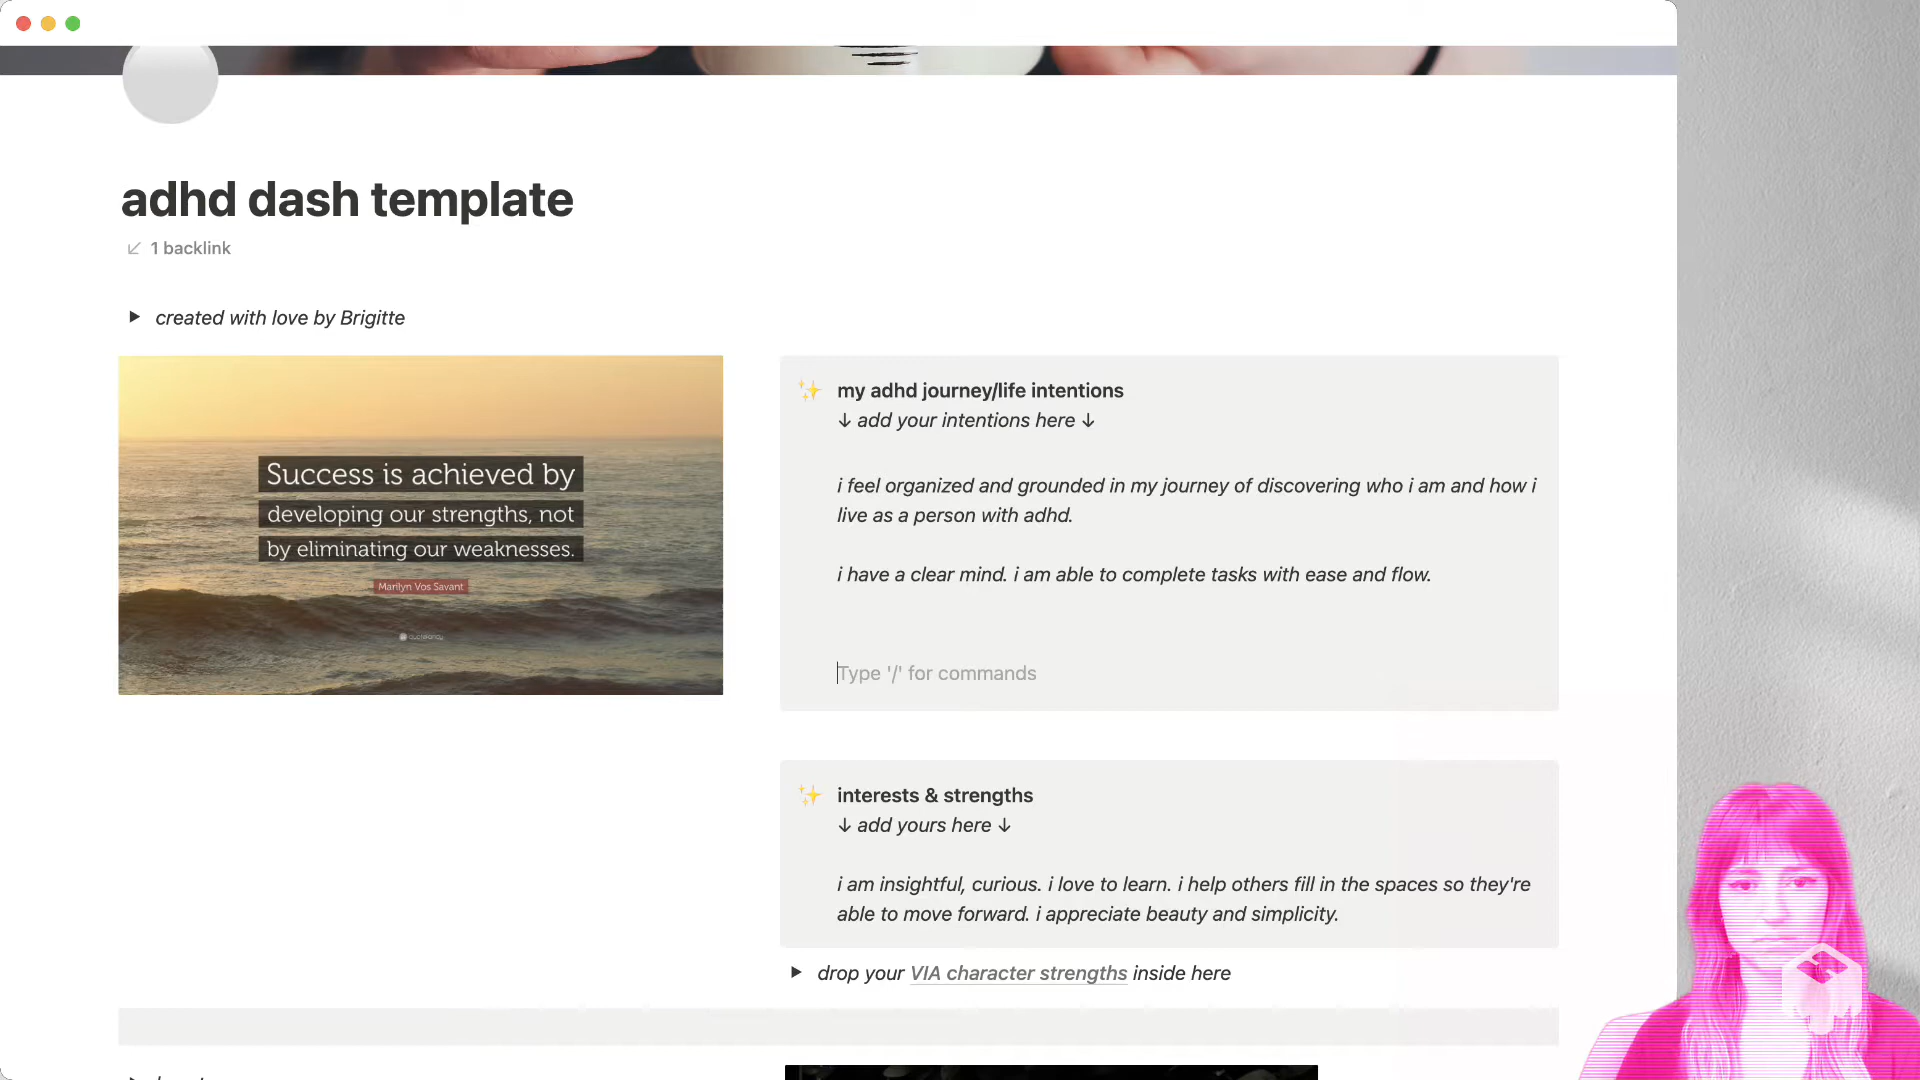 adhd dash template
1 backlink
created with love by Brigitte
Success is achieved by
developing our strengths, not
by eliminating our weaknesses.
Marilyn Vos Savant
quotefancy
my adhd journey/life intentions
↓ add your intentions here ↓
i feel organized and grounded in my journey of discovering who i am and how i
live as a person with adhd.
i have a clear mind. i am able to complete tasks with ease and flow.
Type '/' for commands
interests & strengths
↓ add yours here ↓
i am insightful, curious. i love to learn. i help others fill in the spaces so they're
able to move forward. i appreciate beauty and simplicity.
drop your VIA character strengths inside here